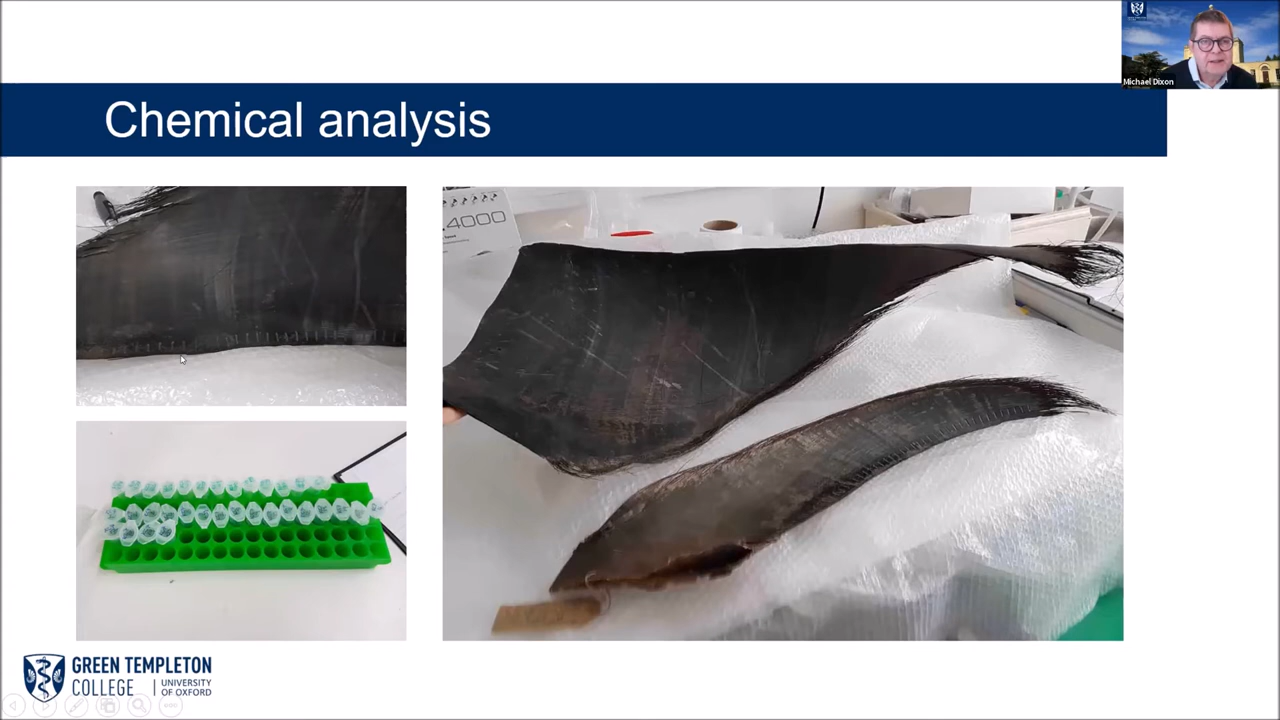 Michael Dixon
Chemical analysis
4000
GREEN TEMPLETON
COLLEGE
UNIVERSITY
OF OXFORD